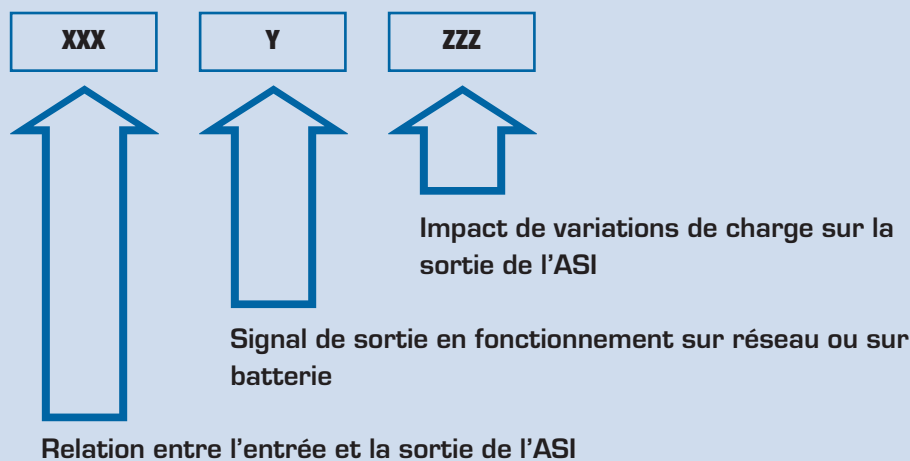 XXX Y ZZZ
Impact de variations de charge sur la
sortie de l'ASI
Signal de sortie en fonctionnement sur réseau ou sur
batterie
Relation entre l'entrée et la sortie de l'ASI